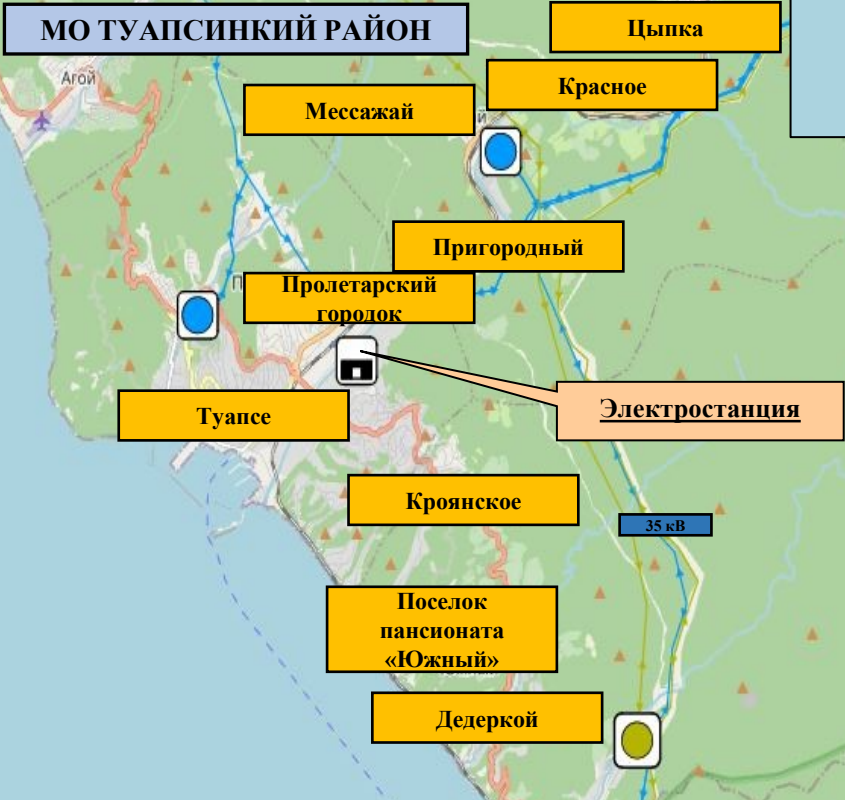 МО ТУАПСИНКИЙ РАЙОН
Цыпка
Агой
Красное
Мессажай
й
Пригородный
П
Пролетарский
городок
Электростанция
Туапсе
Кроянское
35 кВ
Поселок
пансионата
«Южный»
Дедеркой